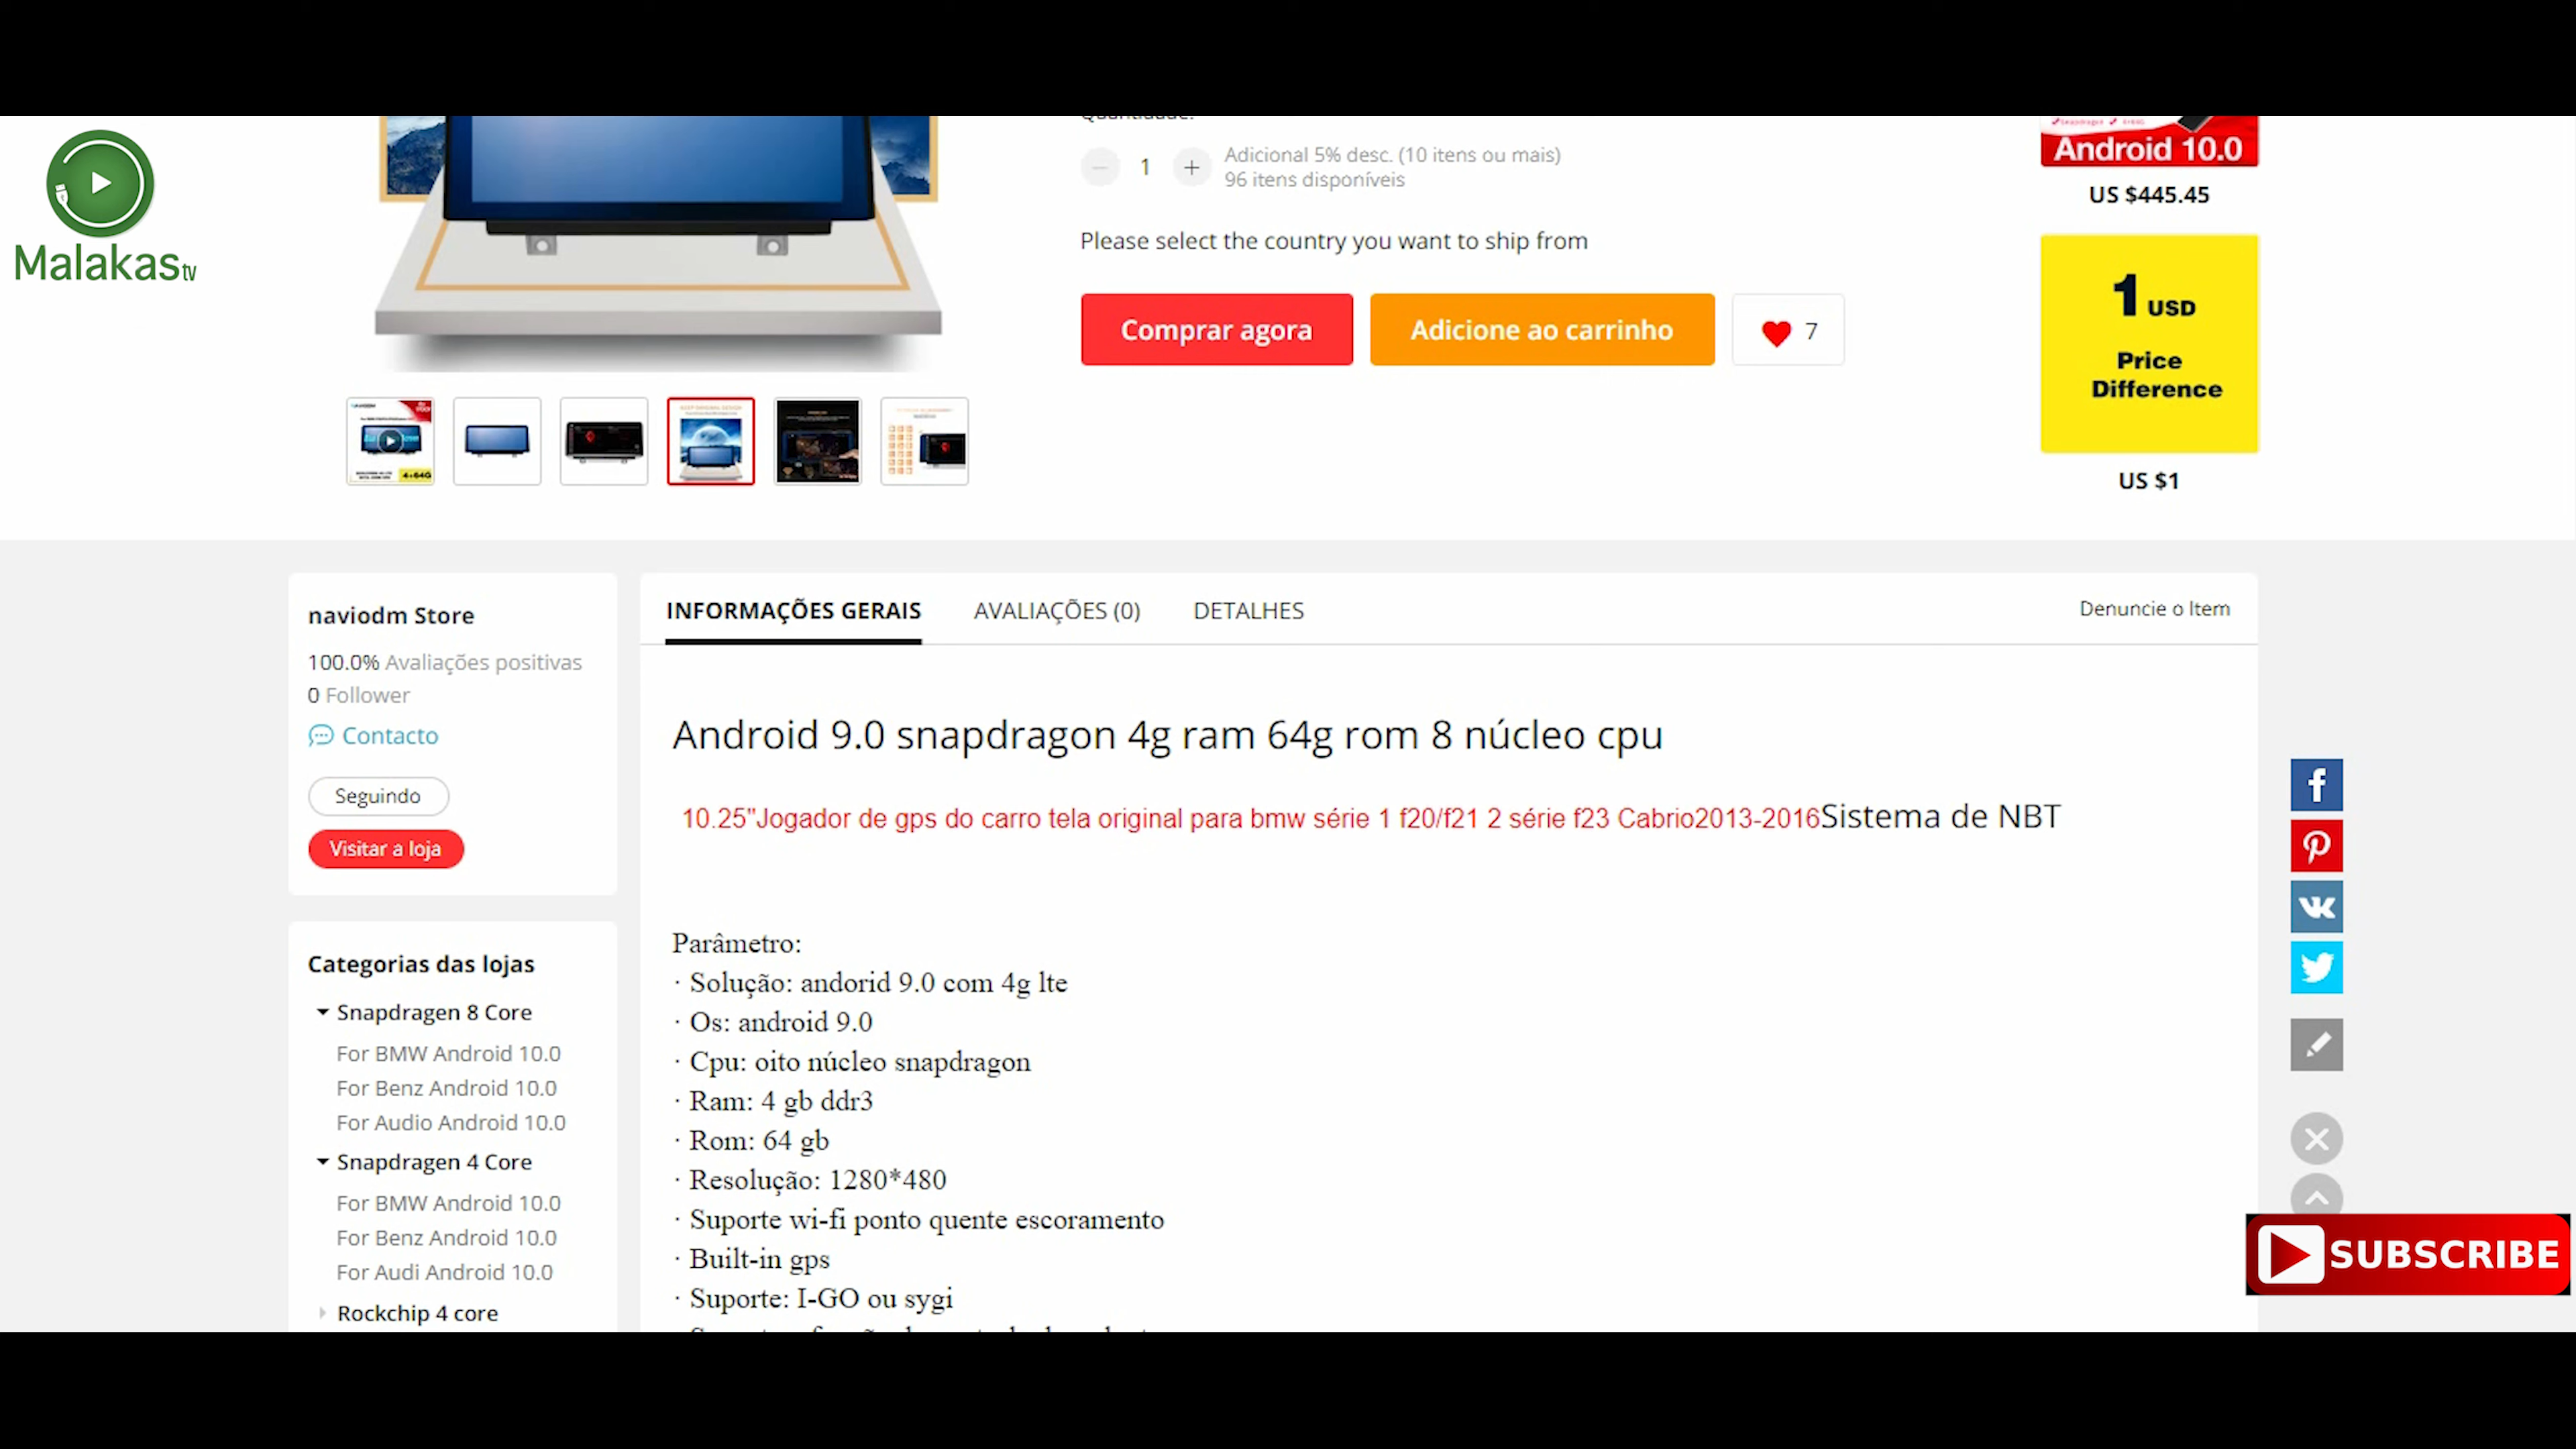 Malakas tv
Quantidade:
1
Adicional 5% desc. (10 itens ou mais)
96 itens disponíveis
Please select the country you want to ship from
Comprar agora
Adicione ao carrinho
7
Android 10.0
US $445.45
1 USD
Price
Difference
US $1
4+64G
naviodm Store
100.0% Avaliações positivas
0 Follower
Contacto
Seguindo
Visitar a loja
Categorias das lojas
Snapdragen 8 Core
For BMW Android 10.0
For Benz Android 10.0
For Audio Android 10.0
Snapdragen 4 Core
For BMW Android 10.0
For Benz Android 10.0
For Audi Android 10.0
Rockchip 4 core
INFORMAÇÕES GERAIS
AVALIAÇÕES (0)
DETALHES
Denuncie o Item
Android 9.0 snapdragon 4g ram 64g rom 8 núcleo cpu
10.25"Jogador de gps do carro tela original para bmw série 1 f20/f21 2 série f23 Cabrio2013-2016Sistema de NBT
Parâmetro:
· Solução: andorid 9.0 com 4g lte
· Os: android 9.0
· Cpu: oito núcleo snapdragon
· Ram: 4 gb ddr3
· Rom: 64 gb
· Resolução: 1280*480
· Suporte wi-fi ponto quente escoramento
· Built-in gps
· Suporte: I-GO ou sygi
SUBSCRIBE